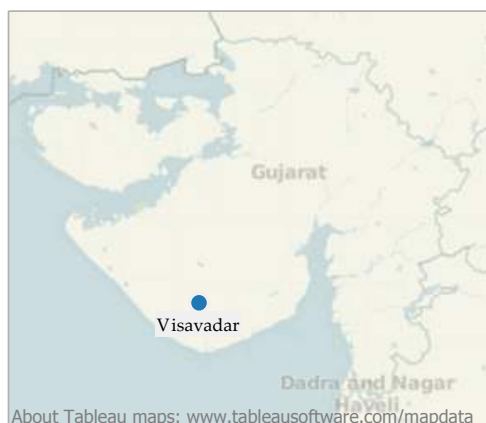 Gujarat
Visavadar
Dadra and Nagar
Haveli
About Tableau maps: www.tableausoftware.com/mapdata